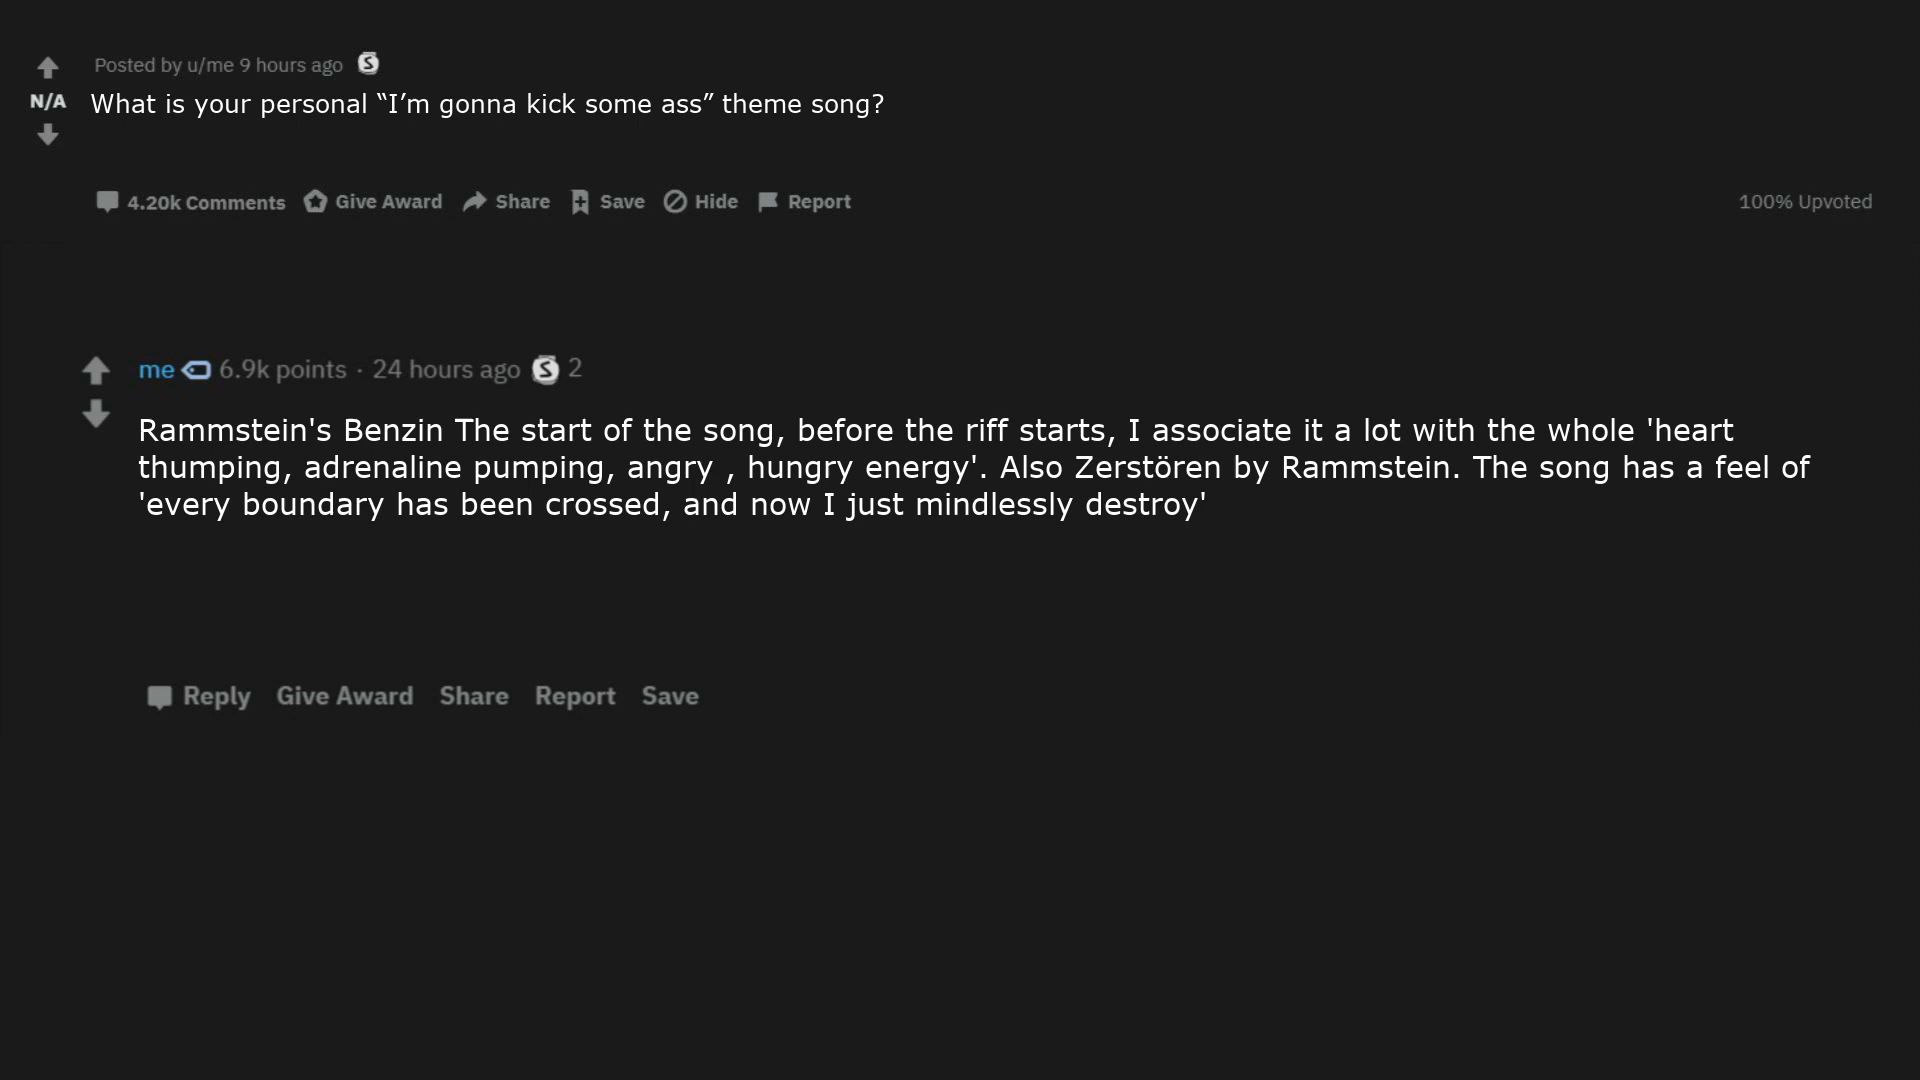 Posted by u/me 9 hours ago S
N/A
What is your personal “I’m gonna kick some ass” theme song?
4.20k Comments Give Award Share Save Hide Report 100% Upvoted
me 6.9k points · 24 hours ago S 2
Rammstein's Benzin The start of the song, before the riff starts, I associate it a lot with the whole 'heart
thumping, adrenaline pumping, angry , hungry energy'. Also Zerstören by Rammstein. The song has a feel of
'every boundary has been crossed, and now I just mindlessly destroy'
Reply Give Award Share Report Save